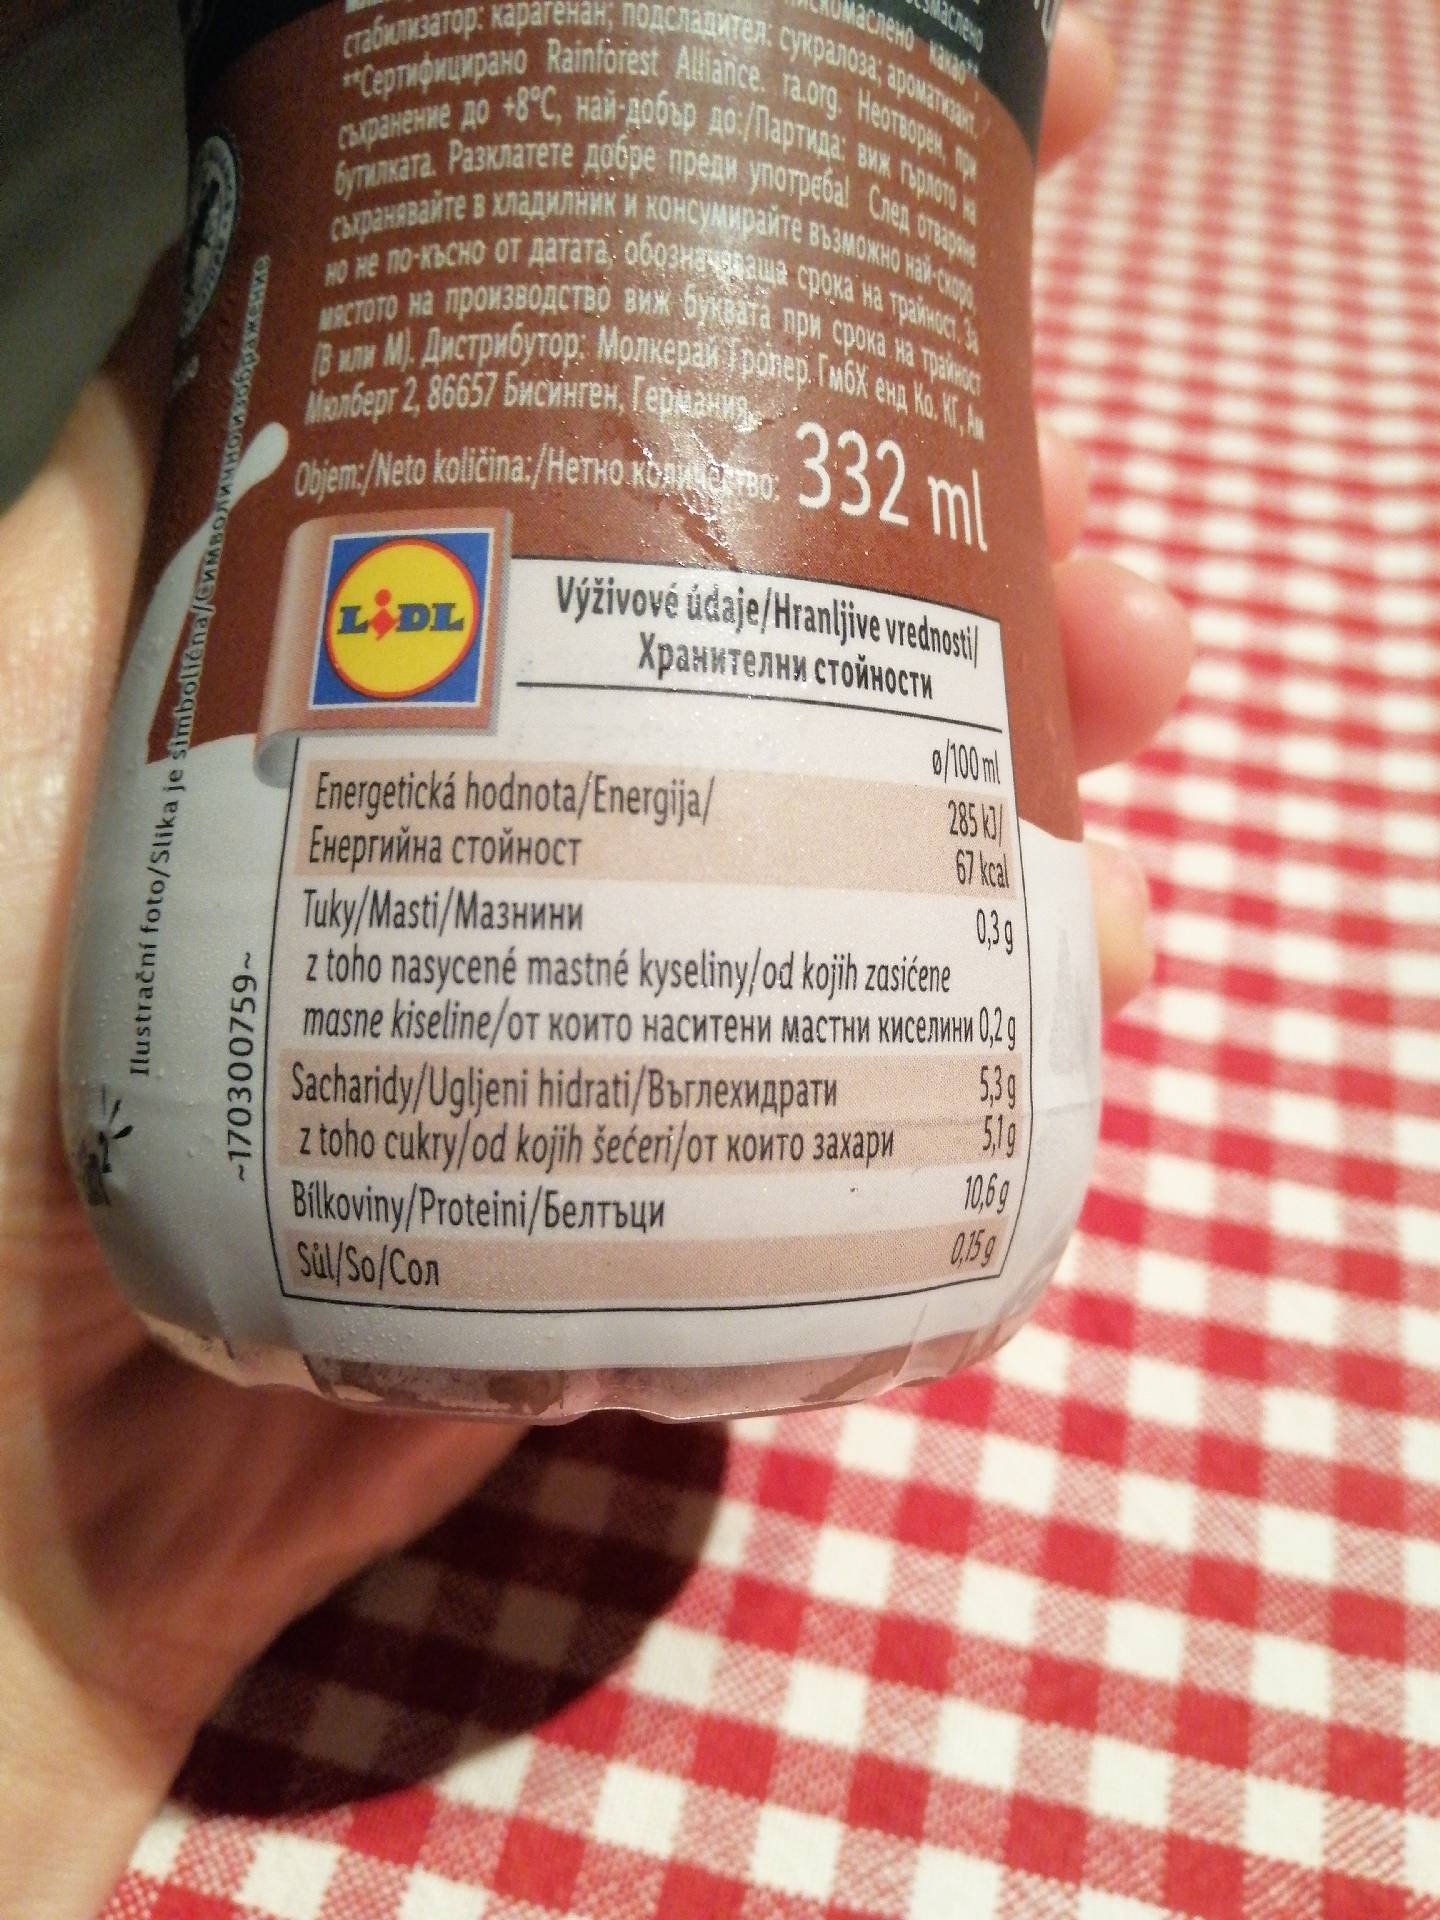 нискомаслено какао**
стабилизатор: карагенан; подсладител: сукралоза; ароматизант.
**Сертифицирано Rainforest Alliance. ra.org. Неотворен, при
съхранение до +8°C, най-добър до:/Партида: виж гърлото на
бутилката. Разклатете добре преди употреба! След отваряне
съхранявайте в хладилник и консумирайте възможно най-скоро,
но не по-късно от датата, обозначаваща срока на трайност. За
мястото на производство виж буквата при срока на трайност
(В или М). Дистрибутор: Молкерай Гропер ГмбХ енд Ко. КГ, Ам
Мюлберг 2, 86657 Бисинген, Германия.
Objem:/Neto količina:/Нетно количество: 332 ml
LIDL
Výživové údaje/Hranljive vrednosti/
Хранителни стойности
ø/100 ml
Energetická hodnota/Energija/ 285 kJ/
Енергийна стойност 67 kcal
Tuky/Masti/Мазнини 0,3 g
z toho nasycené mastné kyseliny/od kojih zasićene
masne kiseline/от които наситени мастни киселини 0,2 g
Sacharidy/Ugljeni hidrati/Въглехидрати 5,3 g
z toho cukry/od kojih šećeri/от които захари 5,1 g
Bílkoviny/Proteini/Белтъци 10,6 g
Sůl/So/Сол 0,15 g
Ilustrační foto/Slika je simbolična/Символично изображение
~170300759~